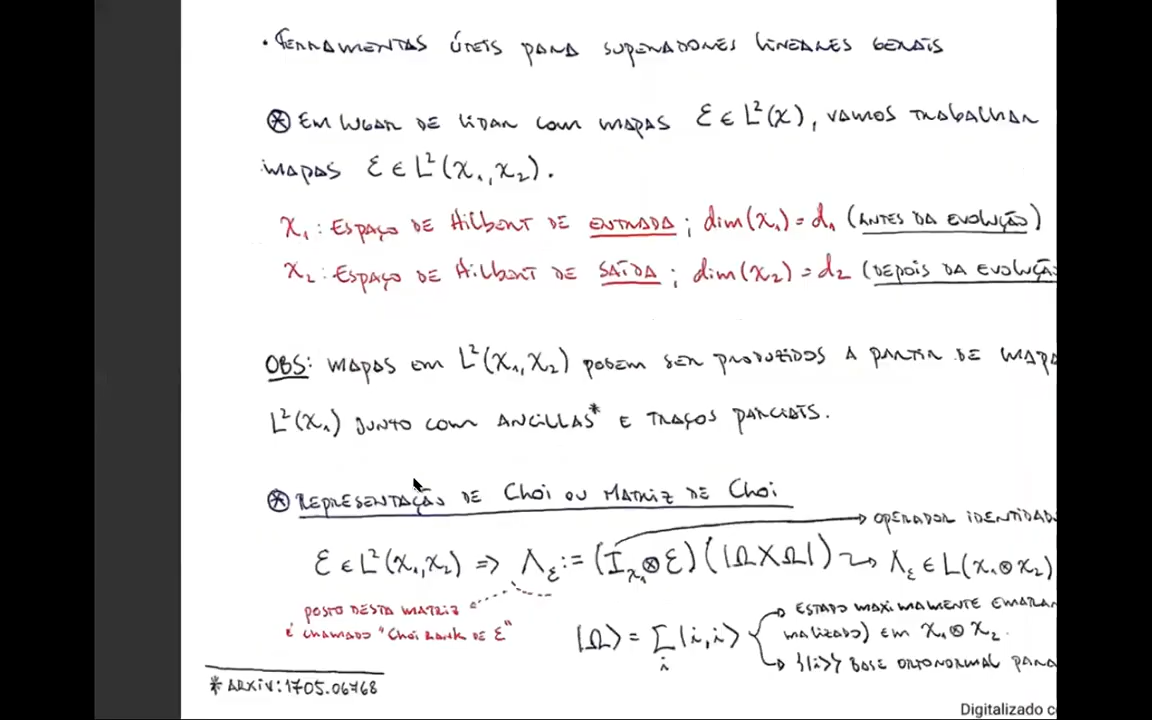 · FERRAMENTAS ÚTEIS PARA SUPERADORES LINEARES GERAIS
⊛ EM LUGAR DE LIDAR COM MAPAS ℰ ∈ L²(X), VAMOS TRABALHAR
MAPAS ℰ ∈ L²(X₁, X₂).
X₁: ESPAÇO DE HILBERT DE ENTRADA; dim(X₁) = d₁ (ANTES DA EVOLUÇÃO)
X₂: ESPAÇO DE HILBERT DE SAÍDA; dim(X₂) = d₂ (DEPOIS DA EVOLUÇÃO
OBS: MAPAS EM L²(X₁, X₂) PODEM SER PRODUZIDOS A PARTIR DE MAPA
L²(X₁) JUNTO COM ANCILLAS* E TRAÇOS PARCIAIS.
⊛ REPRESENTAÇÃO DE CHOI OU MATRIZ DE CHOI
→ OPERADOR IDENTIDAD
ℰ ∈ L²(X₁, X₂) => Λ_ℰ := (I_X₁ ⊗ ℰ)(|Ω⟩⟨Ω|) → Λ_ℰ ∈ L(X₁ ⊗ X₂)
POSTO DESTA MATRIZ
É CHAMADO "CHOI RANK DE ℰ"
|Ω⟩ = Σ_i |i,i⟩
→ ESTADO MAXIMAMENTE EMARAN
MALIZADO) EM X₁ ⊗ X₂.
→ {|i⟩} BASE ORTONORMAL PARA
* ARXIV: 1705.06768
Digitalizado c